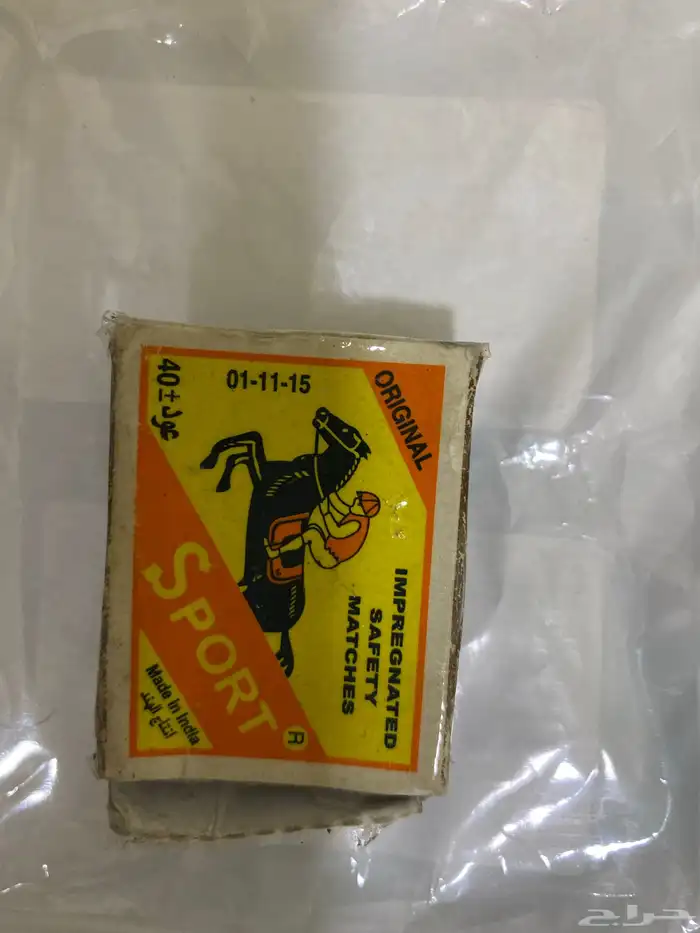 ORIGINAL
01-11-15
40± عود
IMPREGNATED
SAFETY
MATCHES
SPORT
R
Made in India
إنتاج الهند
حراج